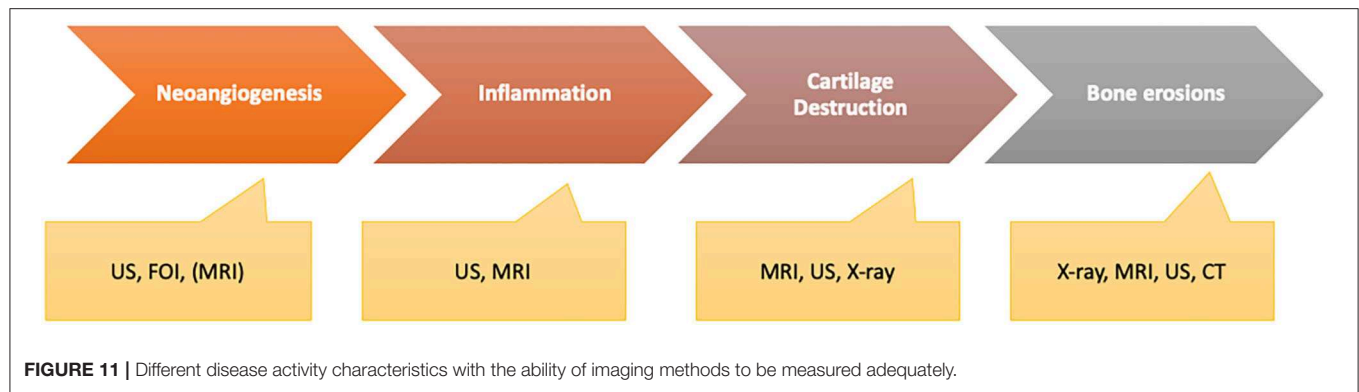 Neoangiogenesis
Inflammation
Cartilage
Destruction
Bone erosions
US, FOI, (MRI)
US, MRI
MRI, US, X-ray
X-ray, MRI, US, CT
FIGURE 11 | Different disease activity characteristics with the ability of imaging methods to be measured adequately.